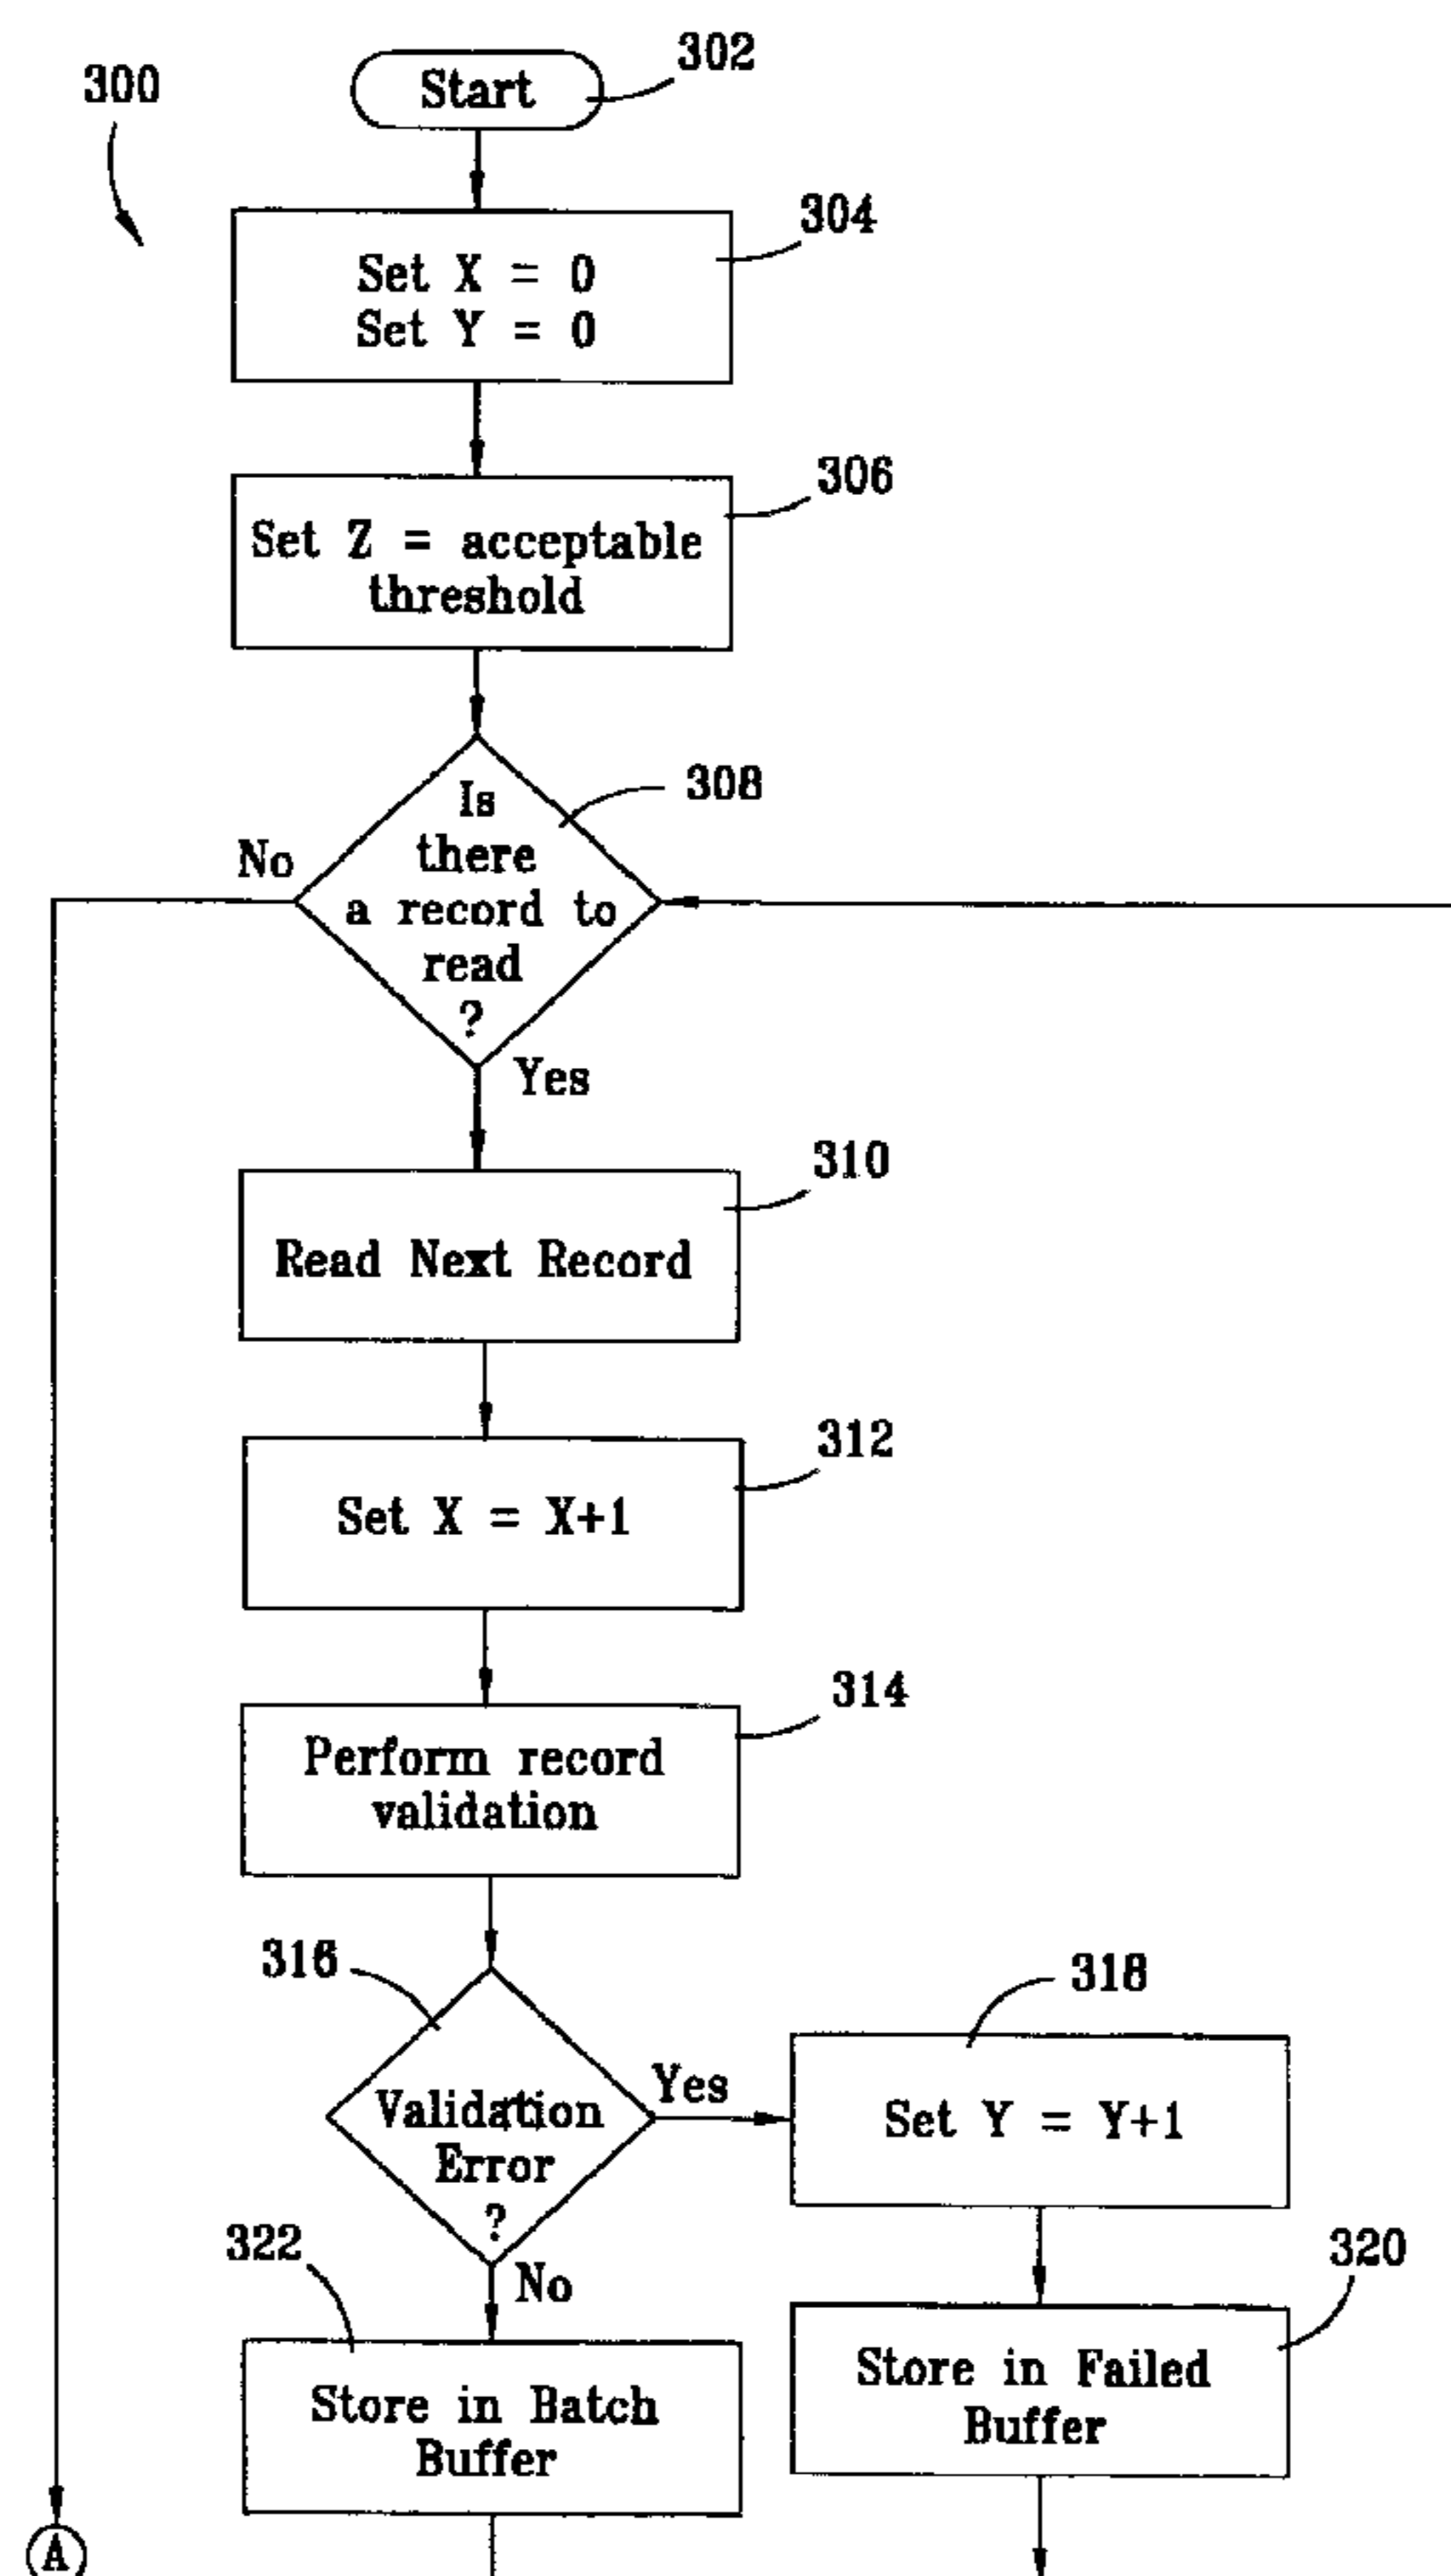 300
Start
302
304
Set X = 0
Set Y = 0
306
Set Z = acceptable
threshold
308
Is
there
a record to
read
?
No
Yes
310
Read Next Record
312
Set X = X+1
314
Perform record
validation
316
Validation
Error
?
Yes
318
Set Y = Y+1
322
No
320
Store in Batch
Buffer
Store in Failed
Buffer
A